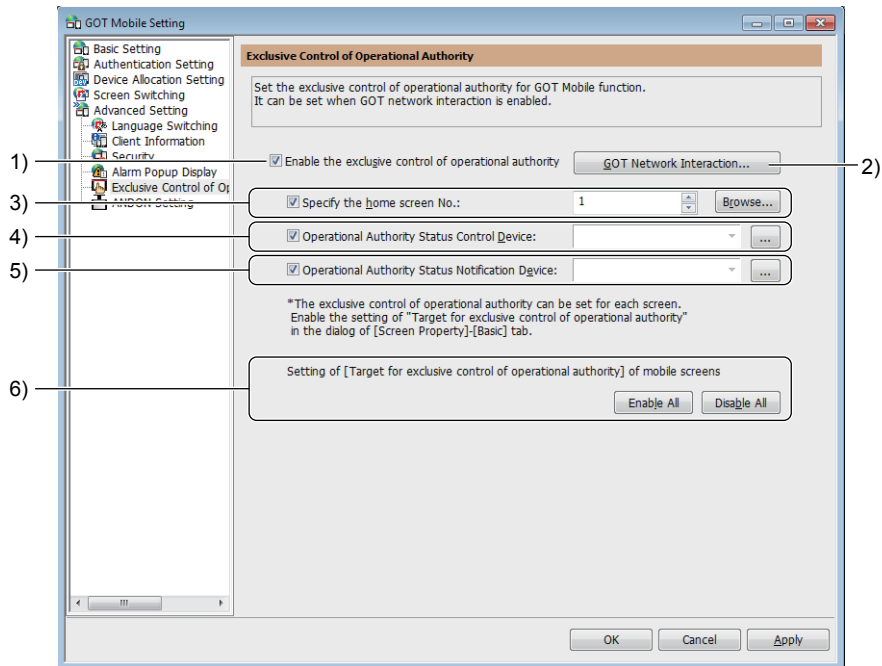 GOT Mobile Setting
Basic Setting
Authentication Setting
Device Allocation Setting
Screen Switching
Advanced Setting
Language Switching
Client Information
Security
Alarm Popup Display
Exclusive Control of Op
ANDON Setting
Exclusive Control of Operational Authority
Set the exclusive control of operational authority for GOT Mobile function.
It can be set when GOT network interaction is enabled.
1)
Enable the exclusive control of operational authority
GOT Network Interaction...
2)
3)
Specify the home screen No.: 1 Browse...
4)
Operational Authority Status Control Device: ...
5)
Operational Authority Status Notification Device: ...
*The exclusive control of operational authority can be set for each screen.
Enable the setting of "Target for exclusive control of operational authority"
in the dialog of [Screen Property]-[Basic] tab.
6)
Setting of [Target for exclusive control of operational authority] of mobile screens
Enable All Disable All
OK Cancel Apply